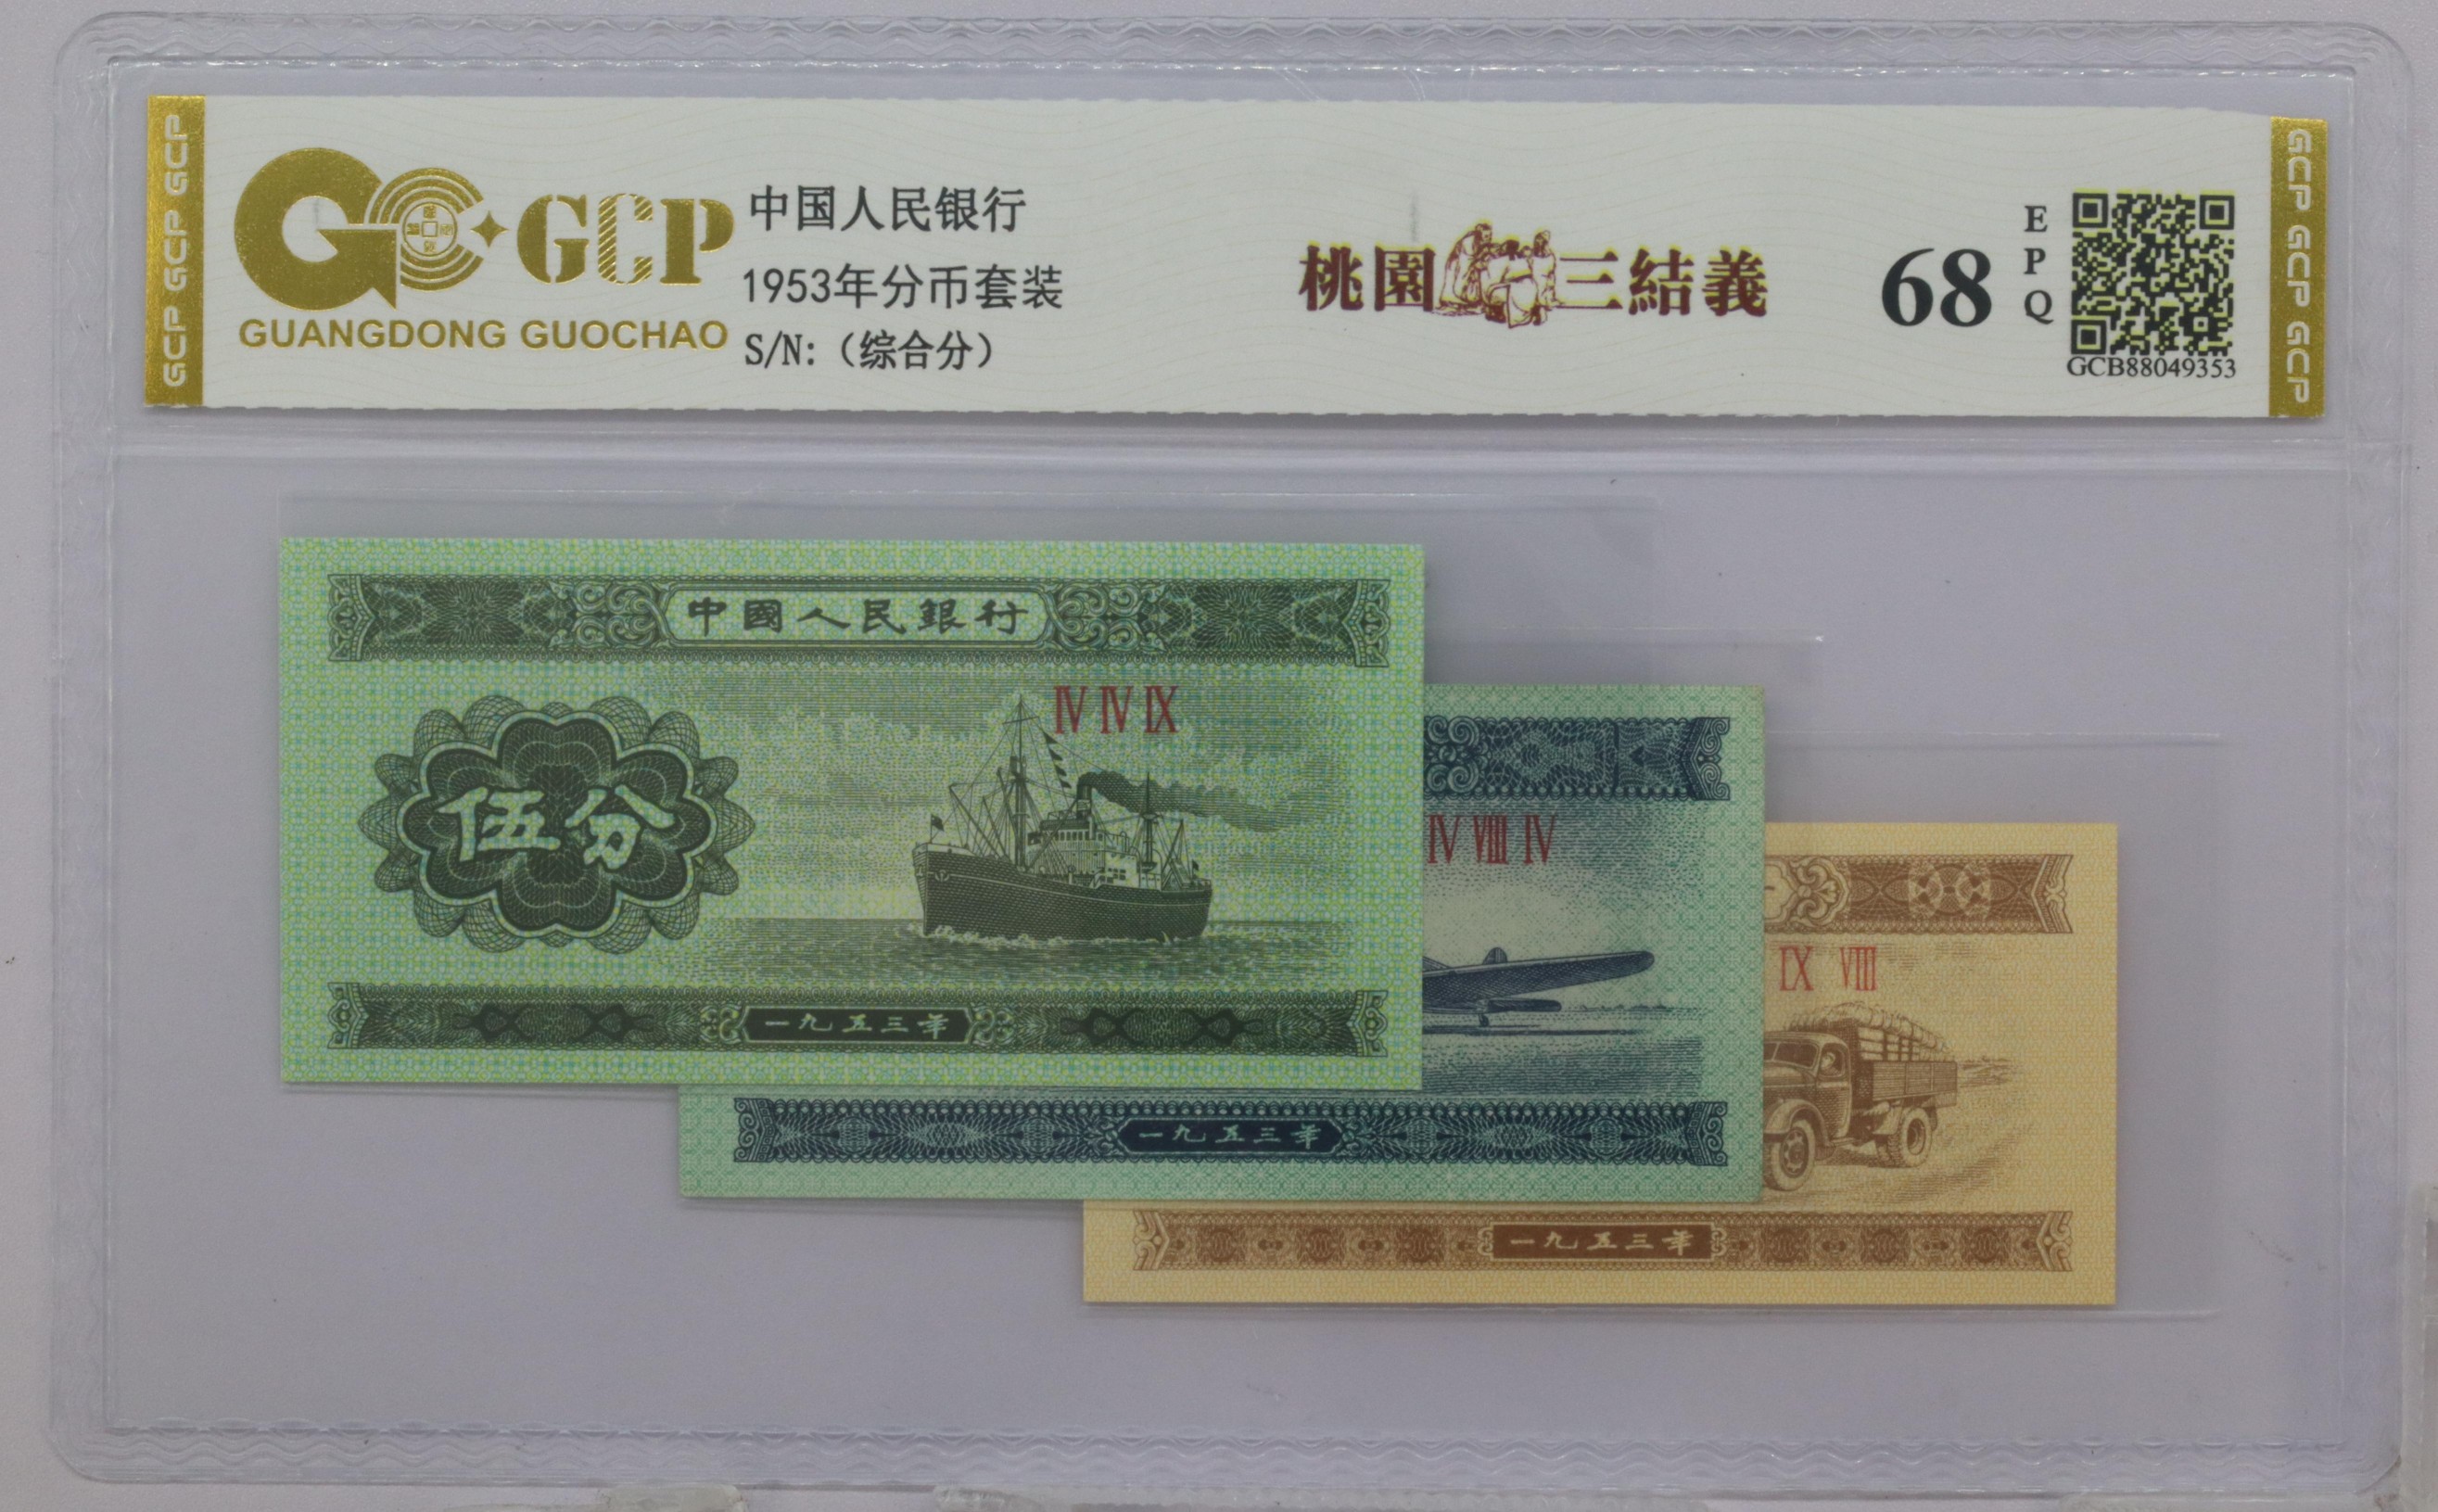 GCP GCP GCP
GC GCP
GUANGDONG GUOCHAO
中国人民银行
1953年分币套装
S/N:（综合分）
桃園三結義
68
EPQ
GCB88049353
GCP GCP GCP
中國人民銀行
IV IV IX
伍分
一九五三年
IV VIII IV
一九五三年
IX VIII
一九五三年